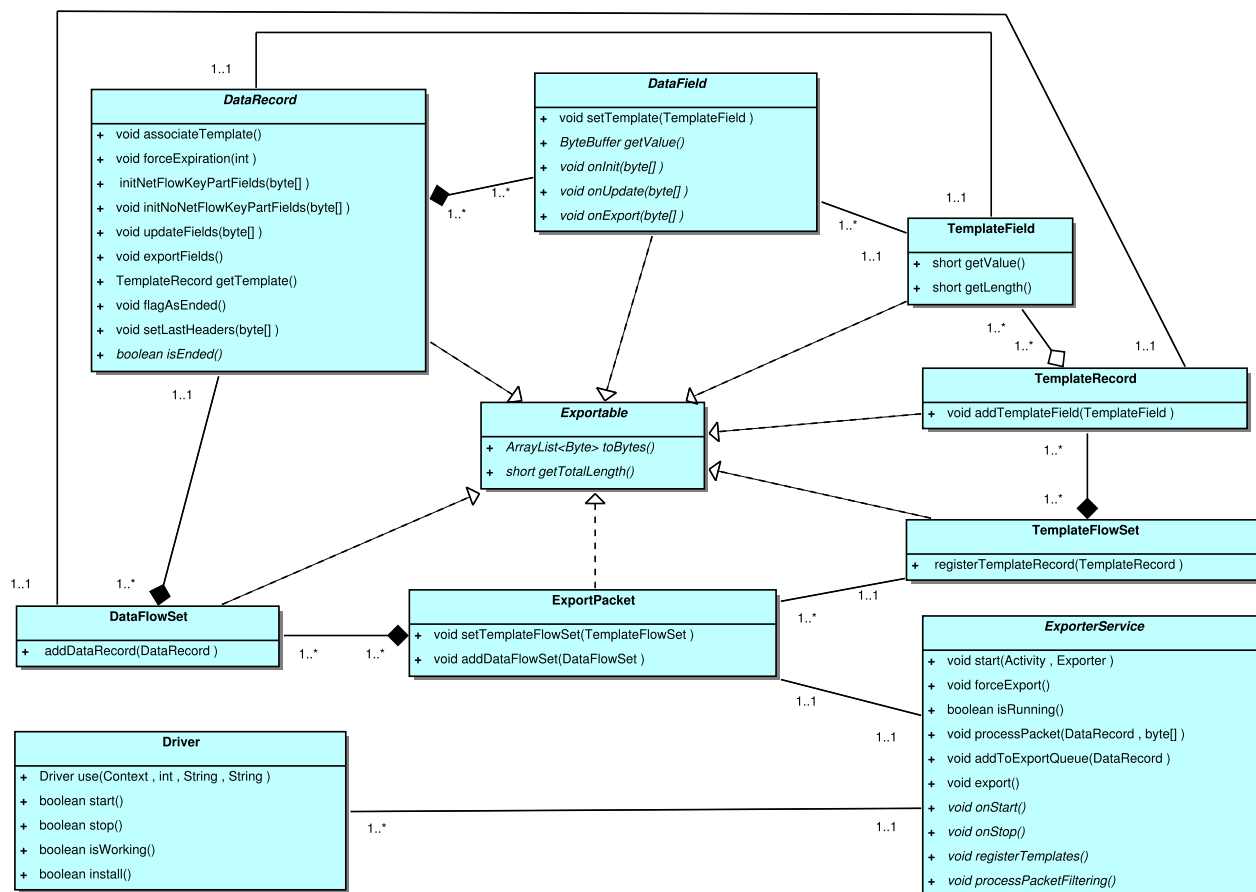 1..1
DataRecord
+ void associateTemplate()
+ void forceExpiration(int )
+ initNetFlowKeyPartFields(byte[] )
+ void initNoNetFlowKeyPartFields(byte[] )
+ void updateFields(byte[] )
+ void exportFields()
+ TemplateRecord getTemplate()
+ void flagAsEnded()
+ void setLastHeaders(byte[] )
+ boolean isEnded()
1..*
1..*
DataField
+ void setTemplate(TemplateField )
+ ByteBuffer getValue()
+ void onInit(byte[] )
+ void onUpdate(byte[] )
+ void onExport(byte[] )
1..*
1..1
1..1
TemplateField
+ short getValue()
+ short getLength()
1..*
1..*
1..1
TemplateRecord
+ void addTemplateField(TemplateField )
1..*
1..*
1..1
Exportable
+ ArrayList<Byte> toBytes()
+ short getTotalLength()
TemplateFlowSet
+ registerTemplateRecord(TemplateRecord )
1..1
1..*
1..1
1..*
DataFlowSet
+ addDataRecord(DataRecord )
1..*
1..*
ExportPacket
+ void setTemplateFlowSet(TemplateFlowSet )
+ void addDataFlowSet(DataFlowSet )
1..1
1..1
ExporterService
+ void start(Activity , Exporter )
+ void forceExport()
+ boolean isRunning()
+ void processPacket(DataRecord , byte[] )
+ void addToExportQueue(DataRecord )
+ void export()
+ void onStart()
+ void onStop()
+ void registerTemplates()
+ void processPacketFiltering()
Driver
+ Driver use(Context , int , String , String )
+ boolean start()
+ boolean stop()
+ boolean isWorking()
+ boolean install()
1..*
1..1